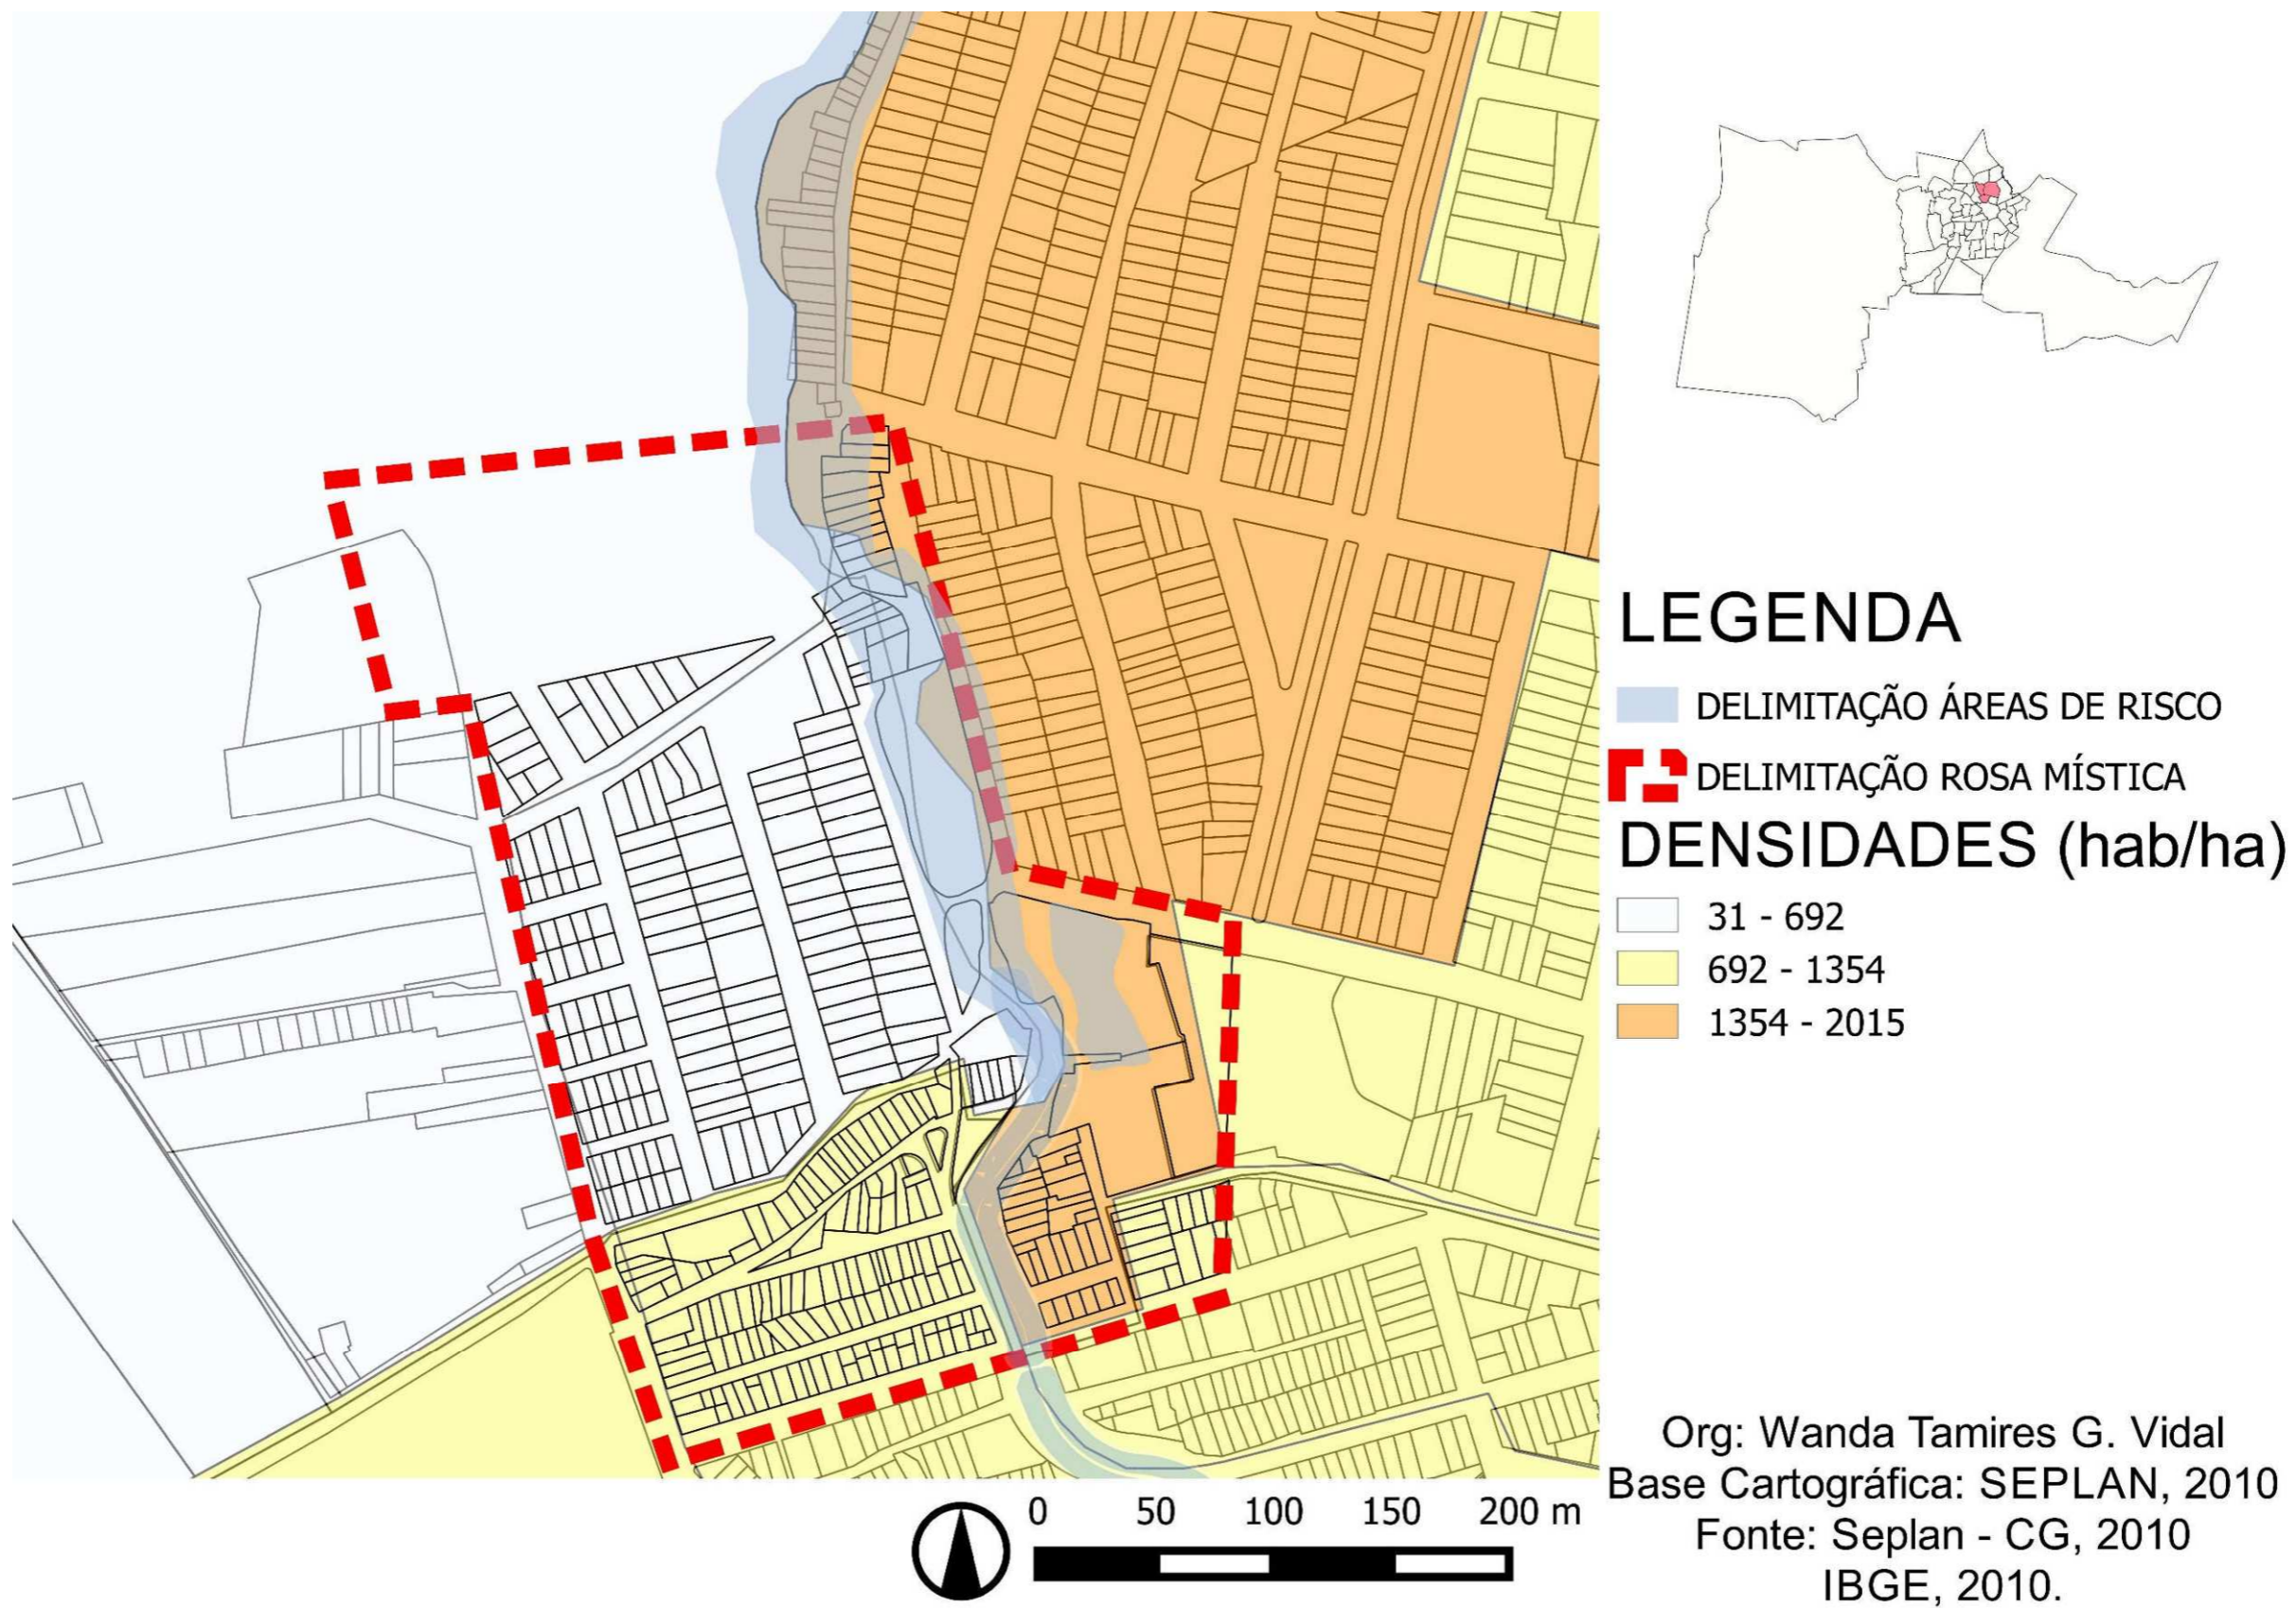 LEGENDA
DELIMITAÇÃO ÁREAS DE RISCO
DELIMITAÇÃO ROSA MÍSTICA
DENSIDADES (hab/ha)
31 - 692
692 - 1354
1354 - 2015
Org: Wanda Tamires G. Vidal
Base Cartográfica: SEPLAN, 2010
Fonte: Seplan - CG, 2010
IBGE, 2010.
0 50 100 150 200 m